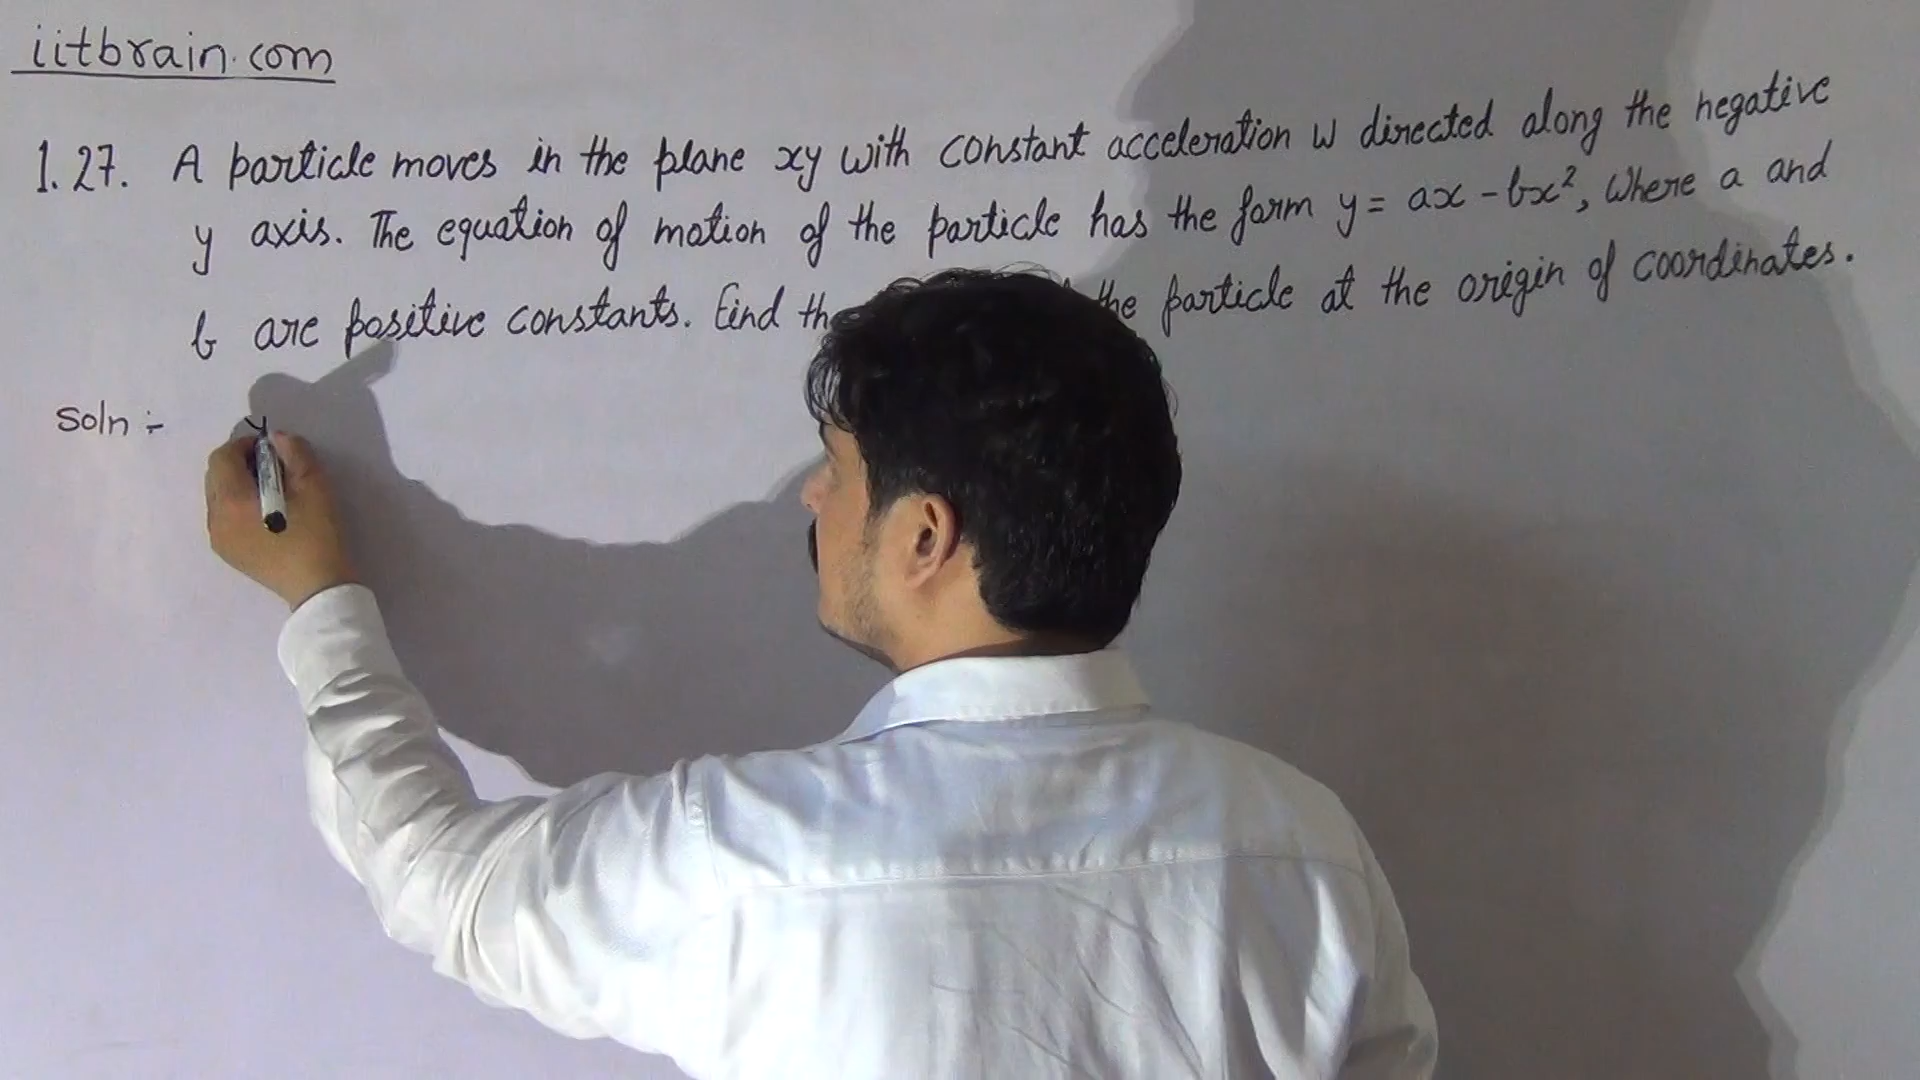 iitbrain.com
1.27. A particle moves in the plane xy with constant acceleration w directed along the negative
y axis. The equation of motion of the particle has the form y = ax - bx², where a and
b are positive constants. Find the particle at the origin of coordinates.
Soln :- y